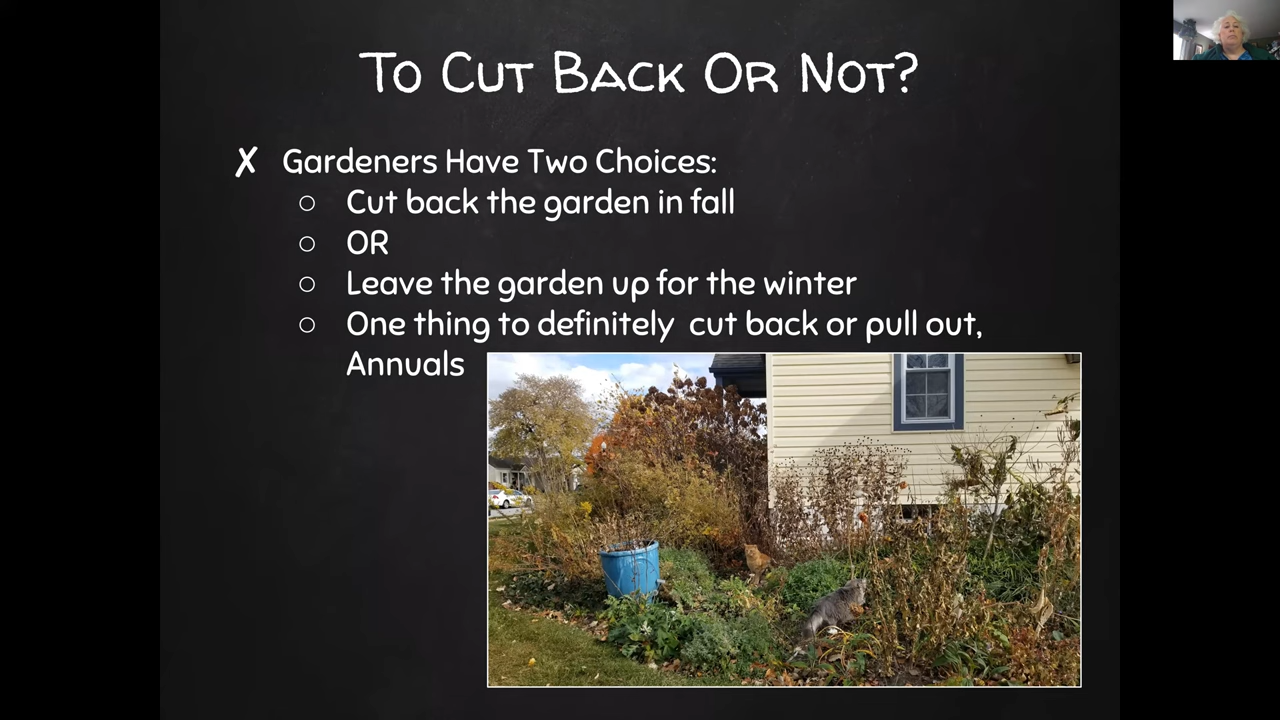 To Cut Back Or Not?
✗ Gardeners Have Two Choices:
○ Cut back the garden in fall
○ OR
○ Leave the garden up for the winter
○ One thing to definitely cut back or pull out,
Annuals